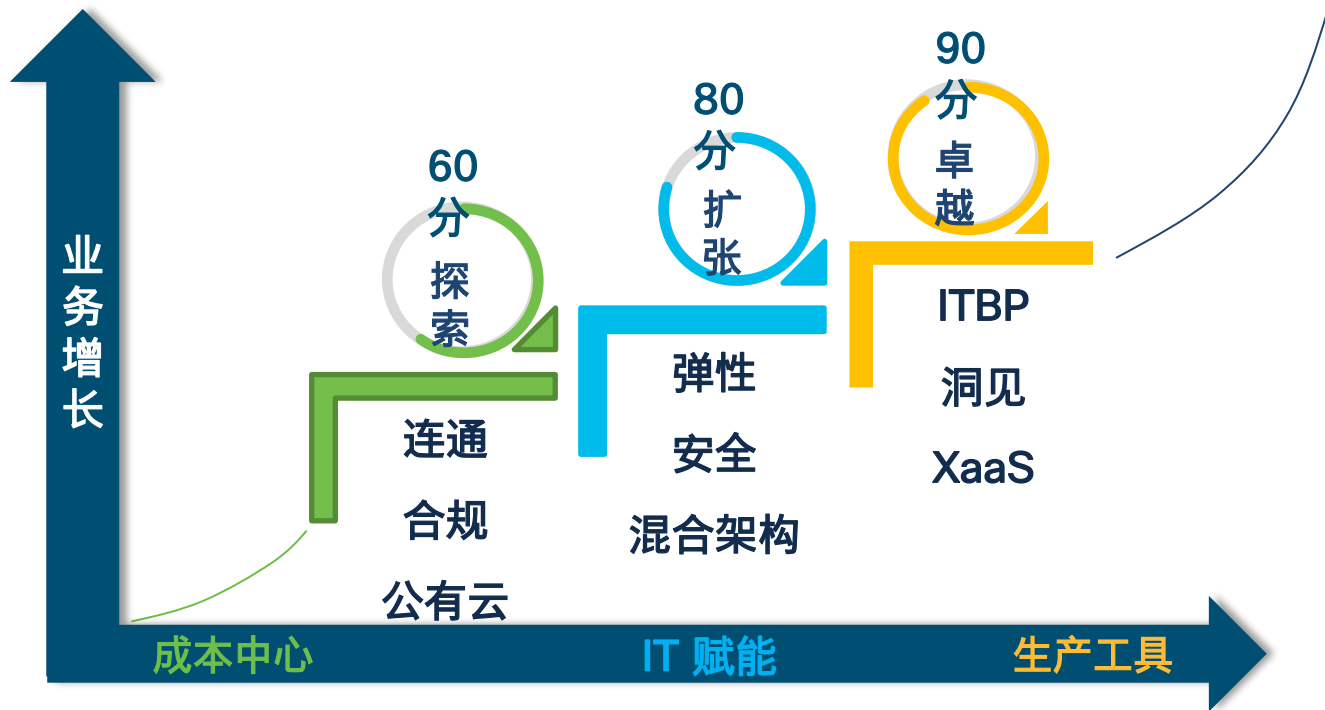 业务增长
60
分
探
索
连通
合规
公有云
80
分
扩
张
弹性
安全
混合架构
90
分
卓
越
ITBP
洞见
XaaS
成本中心
IT 赋能
生产工具